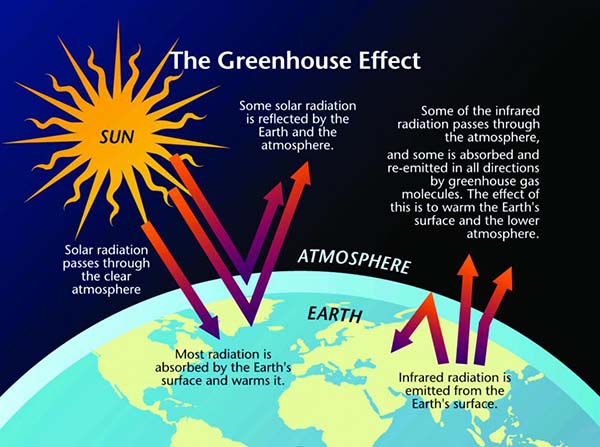 The Greenhouse Effect
SUN
Some solar radiation
is reflected by the
Earth and the
atmosphere.
Some of the infrared
radiation passes through
the atmosphere,
and some is absorbed and
re-emitted in all directions
by greenhouse gas
molecules. The effect of
this is to warm the Earth's
surface and the lower
atmosphere.
Solar radiation
passes through
the clear
atmosphere
ATMOSPHERE
EARTH
Most radiation is
absorbed by the Earth's
surface and warms it.
Infrared radiation is
emitted from the
Earth's surface.